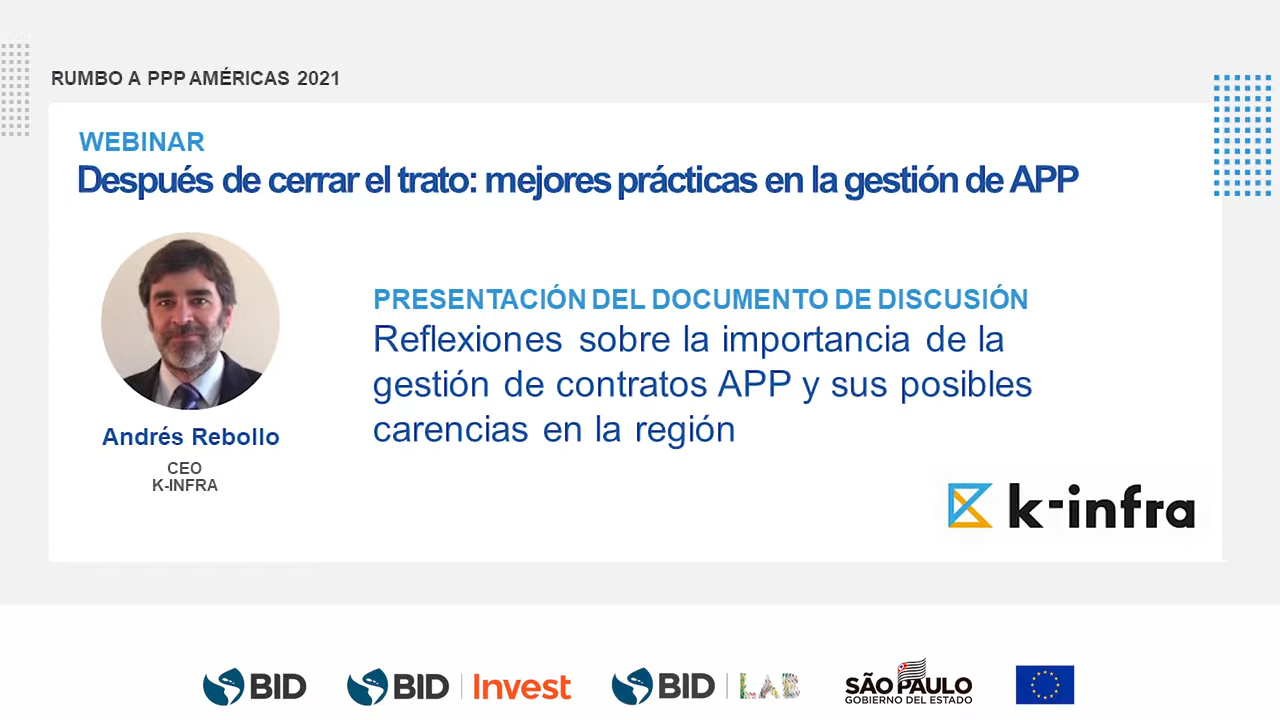 RUMBO A PPP AMÉRICAS 2021
WEBINAR
Después de cerrar el trato: mejores prácticas en la gestión de APP
PRESENTACIÓN DEL DOCUMENTO DE DISCUSIÓN
Reflexiones sobre la importancia de la
gestión de contratos APP y sus posibles
carencias en la región
Andrés Rebollo
CEO
K-INFRA
k-infra
BID
BID | Invest
BID | LAB
SÃO PAULO
GOVERNO DEL ESTADO